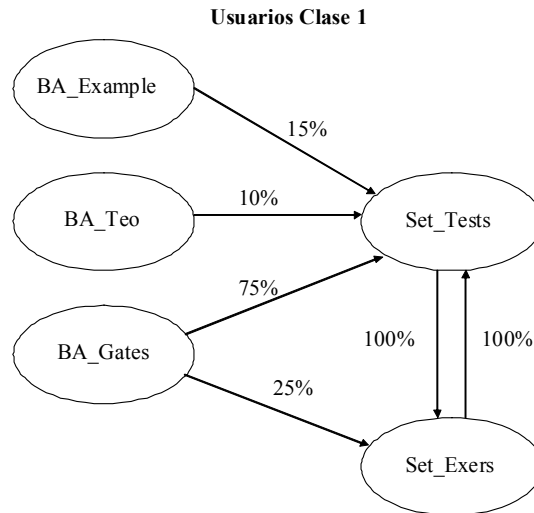 Usuarios Clase 1
BA_Example
15%
BA_Teo
10%
Set_Tests
75%
BA_Gates
100%
100%
25%
Set_Exers